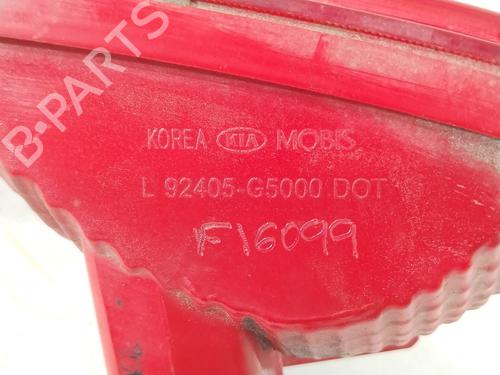 B-PARTS
KOREA KIA MOBIS
L 92405-G5000 DOT
F16099